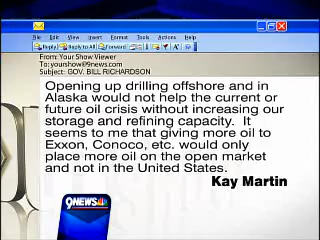 File Edit View Insert Format Tools Actions Help
Reply Reply to All Forward
From: Your Show Viewer
To: yourshow@9news.com
Subject: GOV. BILL RICHARDSON
Opening up drilling offshore and in
Alaska would not help the current or
future oil crisis without increasing our
storage and refining capacity. It
seems to me that giving more oil to
Exxon, Conoco, etc. would only
place more oil on the open market
and not in the United States.
Kay Martin
9NEWS